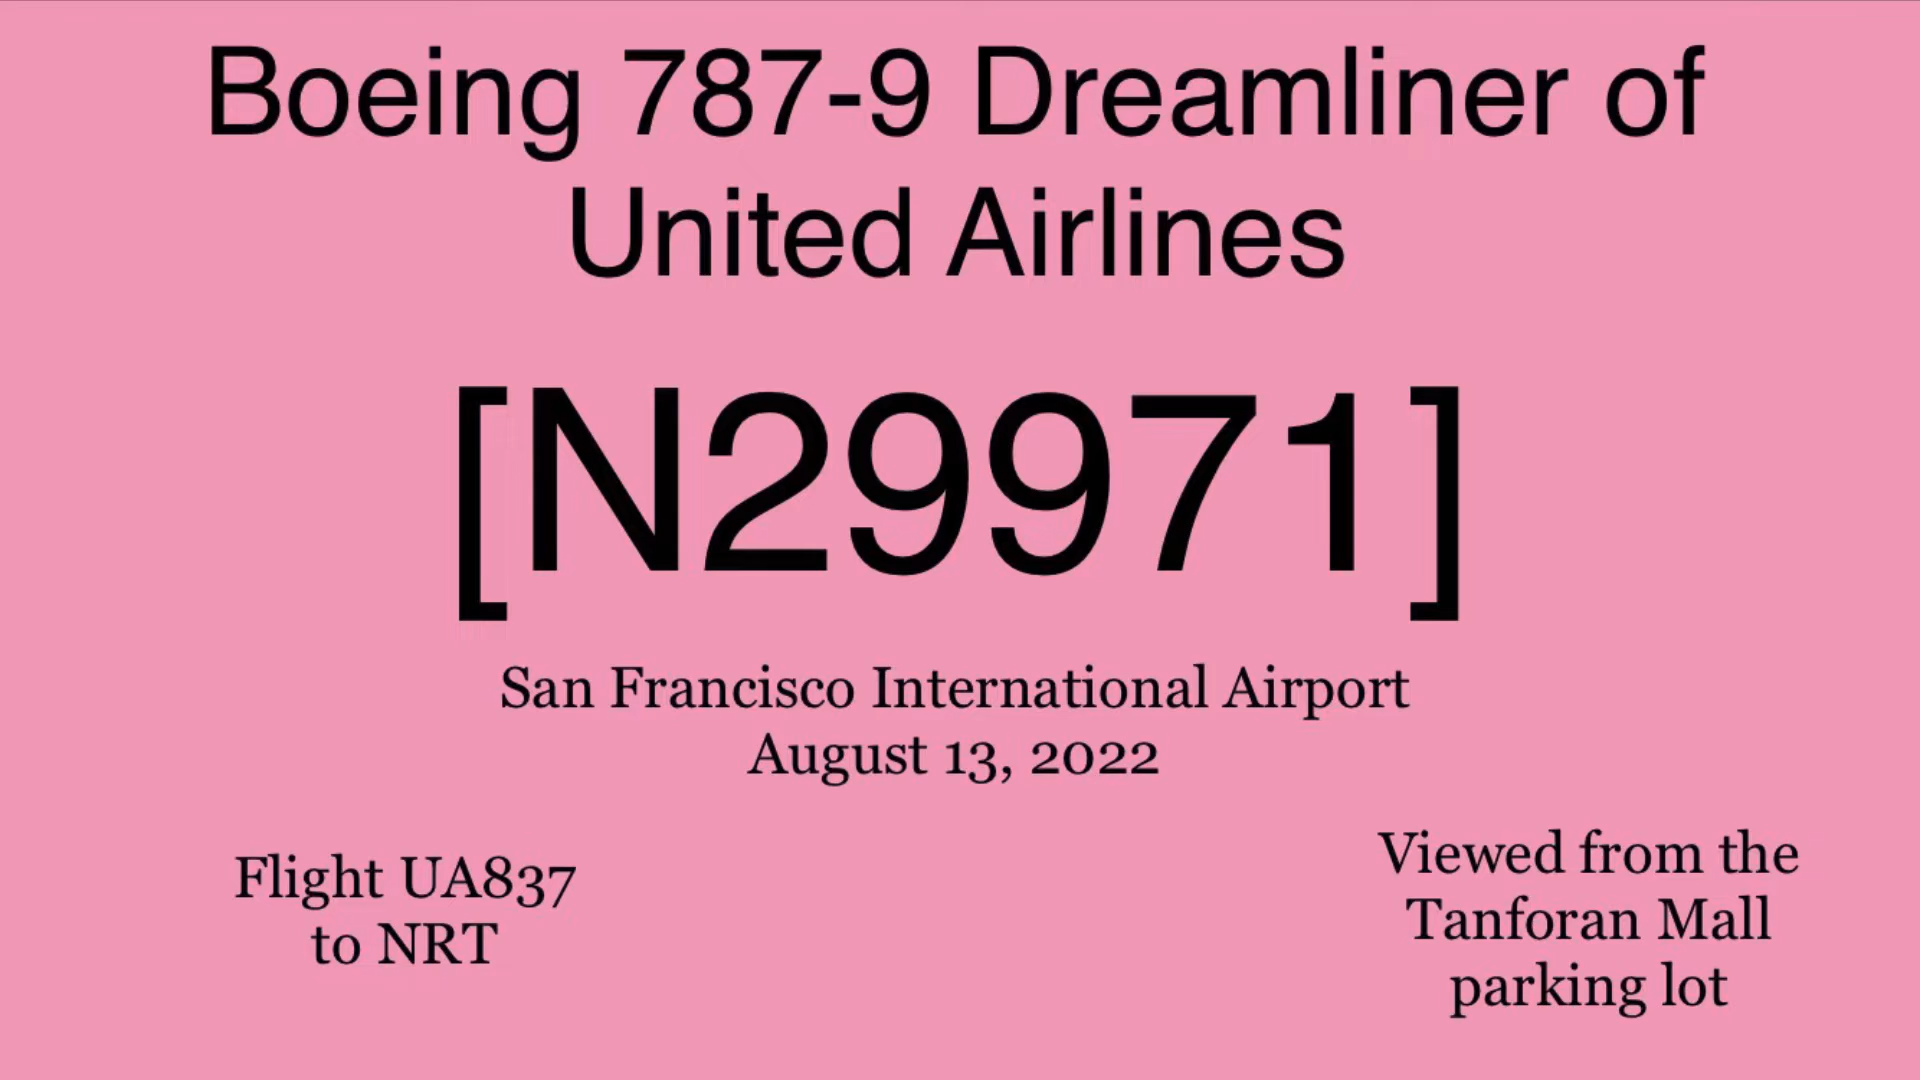 Boeing 787-9 Dreamliner of
United Airlines
[N29971]
San Francisco International Airport
August 13, 2022
Flight UA837
to NRT
Viewed from the
Tanforan Mall
parking lot